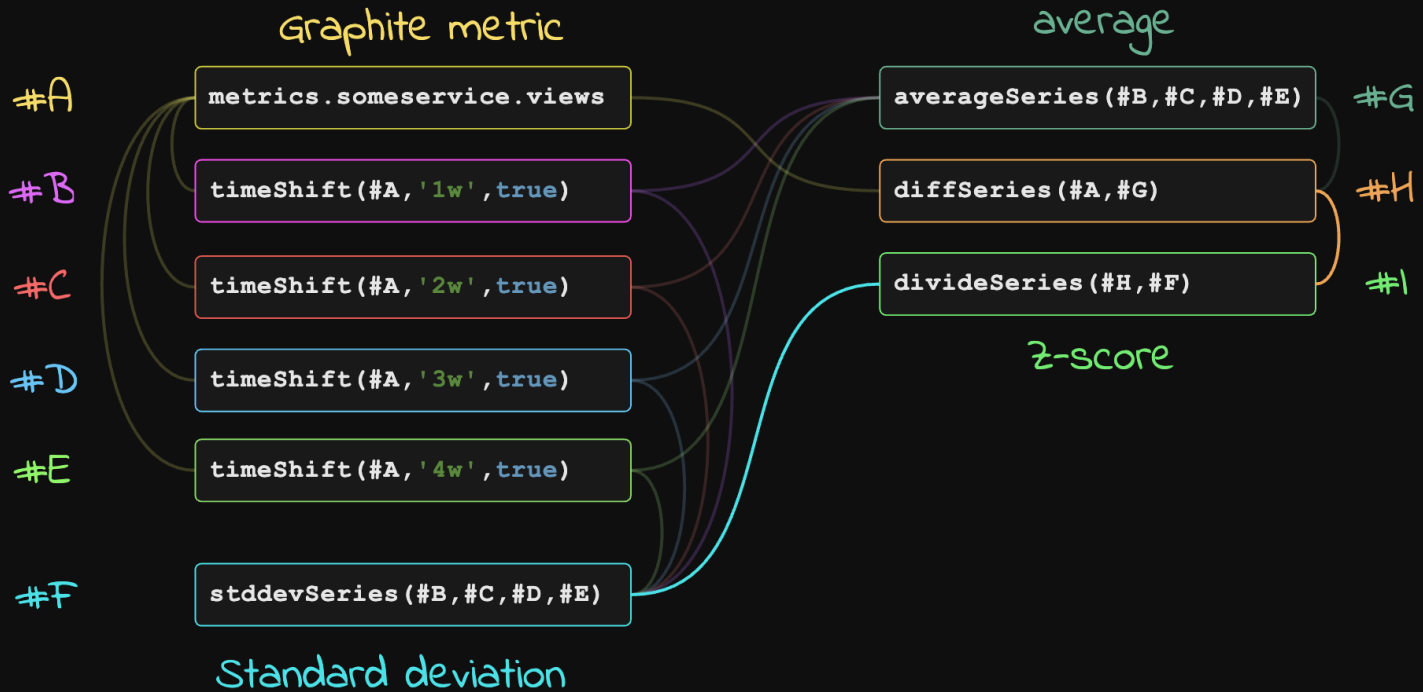 Graphite metric
#A
metrics.someservice.views
#B
timeShift(#A,'1w',true)
#C
timeShift(#A,'2w',true)
#D
timeShift(#A,'3w',true)
#E
timeShift(#A,'4w',true)
#F
stddevSeries(#B,#C,#D,#E)
Standard deviation
average
averageSeries(#B,#C,#D,#E)
#G
diffSeries(#A,#G)
#H
divideSeries(#H,#F)
#I
Z-score